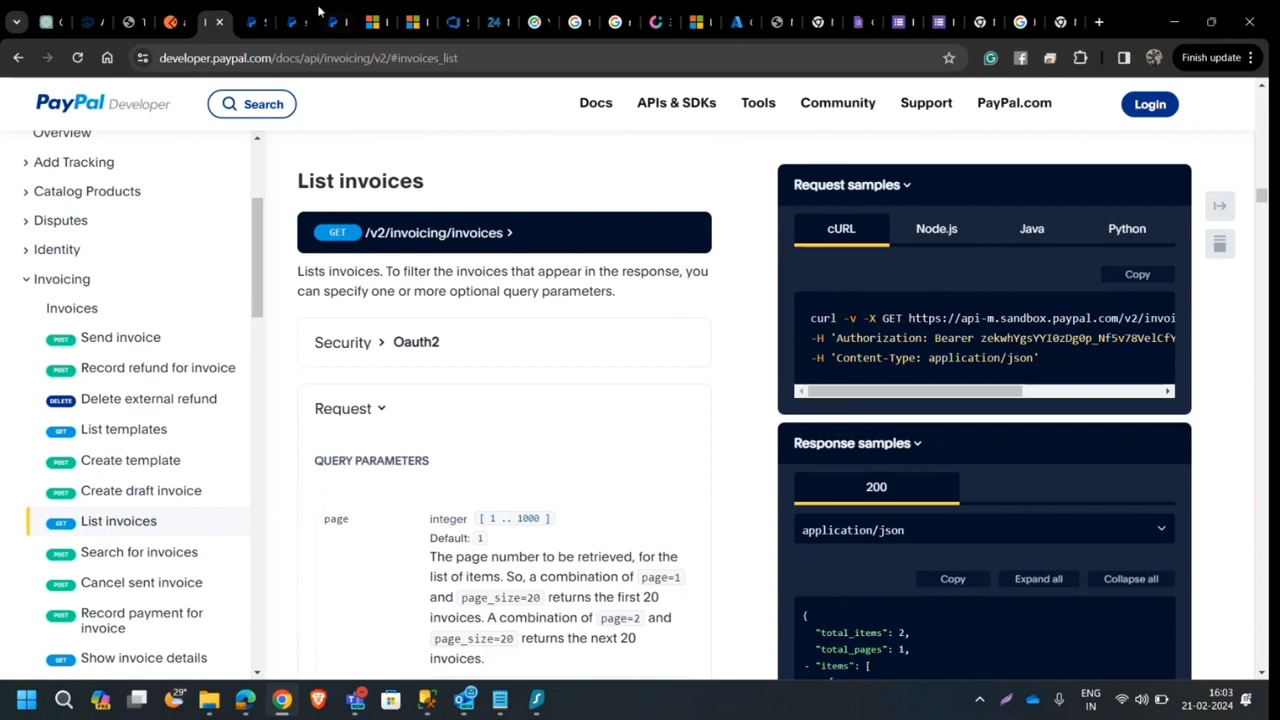 developer.paypal.com/docs/api/invoicing/v2/#invoices_list
Finish update
PayPal Developer
Search
Docs
APIs & SDKs
Tools
Community
Support
PayPal.com
Login
Overview
Add Tracking
Catalog Products
Disputes
Identity
Invoicing
Invoices
POST Send invoice
POST Record refund for invoice
DELETE Delete external refund
GET List templates
POST Create template
POST Create draft invoice
GET List invoices
POST Search for invoices
POST Cancel sent invoice
POST Record payment for
invoice
GET Show invoice details
List invoices
GET /v2/invoicing/invoices
Lists invoices. To filter the invoices that appear in the response, you
can specify one or more optional query parameters.
Security > Oauth2
Request
QUERY PARAMETERS
page
integer [ 1 .. 1000 ]
Default: 1
The page number to be retrieved, for the
list of items. So, a combination of page=1
and page_size=20 returns the first 20
invoices. A combination of page=2 and
page_size=20 returns the next 20
invoices.
Request samples
cURL
Node.js
Java
Python
Copy
curl -v -X GET https://api-m.sandbox.paypal.com/v2/invoi
-H 'Authorization: Bearer zekwhYgsYYI0zDg0p_Nf5v78VelCfY
-H 'Content-Type: application/json'
Response samples
200
application/json
Copy
Expand all
Collapse all
{
"total_items": 2,
"total_pages": 1,
- "items": [
29°
ENG
IN
16:03
21-02-2024